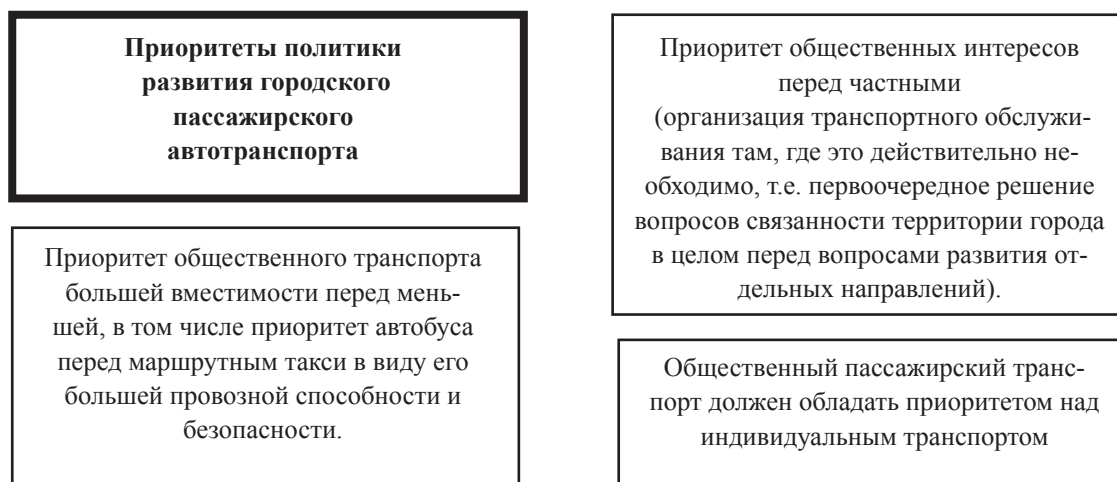 Приоритеты политики
развития городского
пассажирского
автотранспорта
Приоритет общественного транспорта
большей вместимости перед мень-
шей, в том числе приоритет автобуса
перед маршрутным такси в виду его
большей провозной способности и
безопасности.
Приоритет общественных интересов
перед частными
(организация транспортного обслужи-
вания там, где это действительно не-
обходимо, т.е. первоочередное решение
вопросов связанности территории города
в целом перед вопросами развития от-
дельных направлений).
Общественный пассажирский транс-
порт должен обладать приоритетом над
индивидуальным транспортом